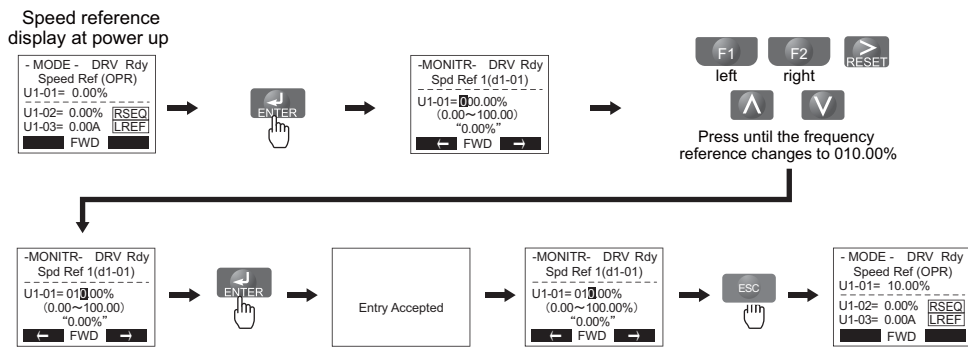 Speed reference
display at power up
- MODE - DRV Rdy
Speed Ref (OPR)
U1-01= 0.00%
U1-02= 0.00% RSEQ
U1-03= 0.00A LREF
FWD
ENTER
-MONITR- DRV Rdy
Spd Ref 1(d1-01)
U1-01= 000.00%
(0.00~100.00)
“0.00%”
← FWD →
F1
left
F2
right
> RESET
∧
∨
Press until the frequency
reference changes to 010.00%
-MONITR- DRV Rdy
Spd Ref 1(d1-01)
U1-01= 010.00%
(0.00~100.00)
“0.00%”
← FWD →
ENTER
Entry Accepted
-MONITR- DRV Rdy
Spd Ref 1(d1-01)
U1-01= 010.00%
(0.00~100.00%)
“0.00%”
← FWD →
ESC
- MODE - DRV Rdy
Speed Ref (OPR)
U1-01= 10.00%
U1-02= 0.00% RSEQ
U1-03= 0.00A LREF
FWD